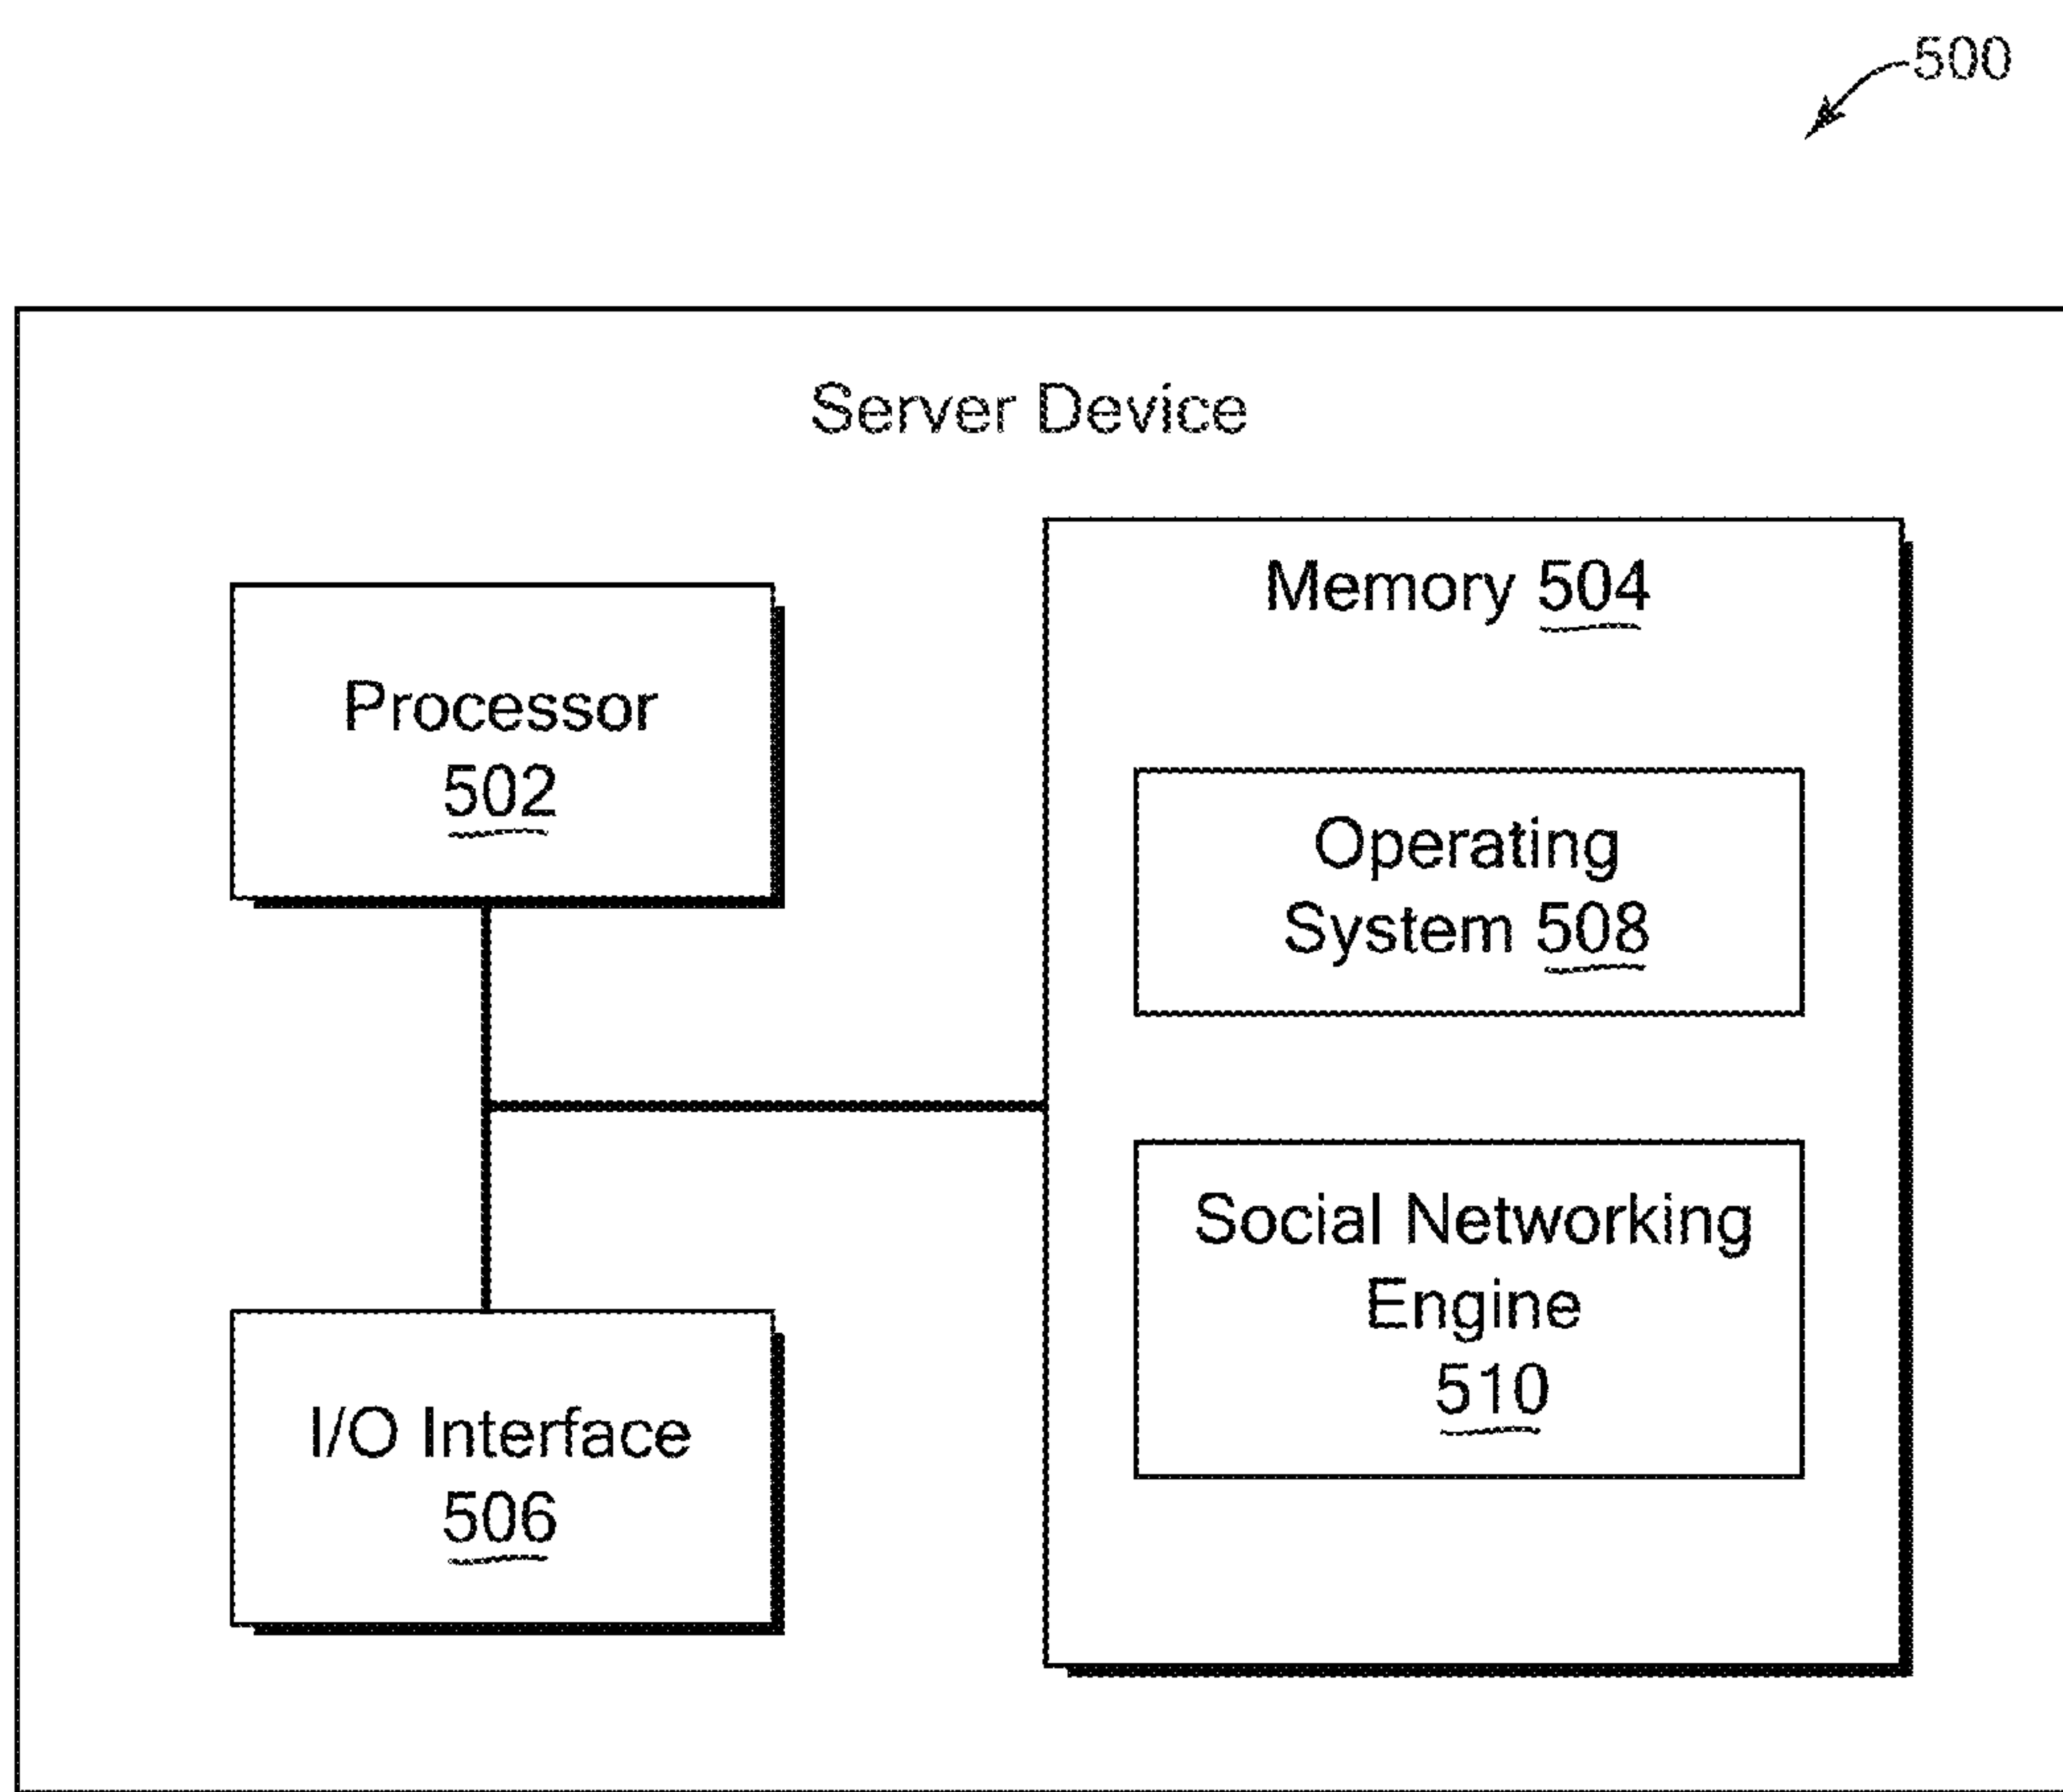 500
Server Device
Processor
502
I/O Interface
506
Memory 504
Operating
System 508
Social Networking
Engine
510